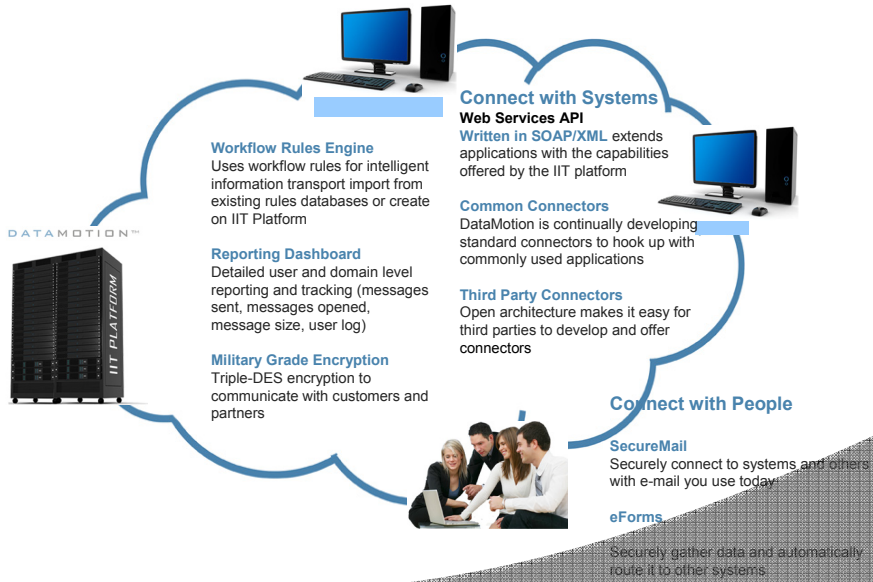 DATAMOTION™
IIT PLATFORM
Workflow Rules Engine
Uses workflow rules for intelligent
information transport import from
existing rules databases or create
on IIT Platform
Reporting Dashboard
Detailed user and domain level
reporting and tracking (messages
sent, messages opened,
message size, user log)
Military Grade Encryption
Triple-DES encryption to
communicate with customers and
partners
Connect with Systems
Web Services API
Written in SOAP/XML extends
applications with the capabilities
offered by the IIT platform
Common Connectors
DataMotion is continually developing
standard connectors to hook up with
commonly used applications
Third Party Connectors
Open architecture makes it easy for
third parties to develop and offer
connectors
Connect with People
SecureMail
Securely connect to systems and others
with e-mail you use today
eForms
Securely gather data and automatically
route it to other systems